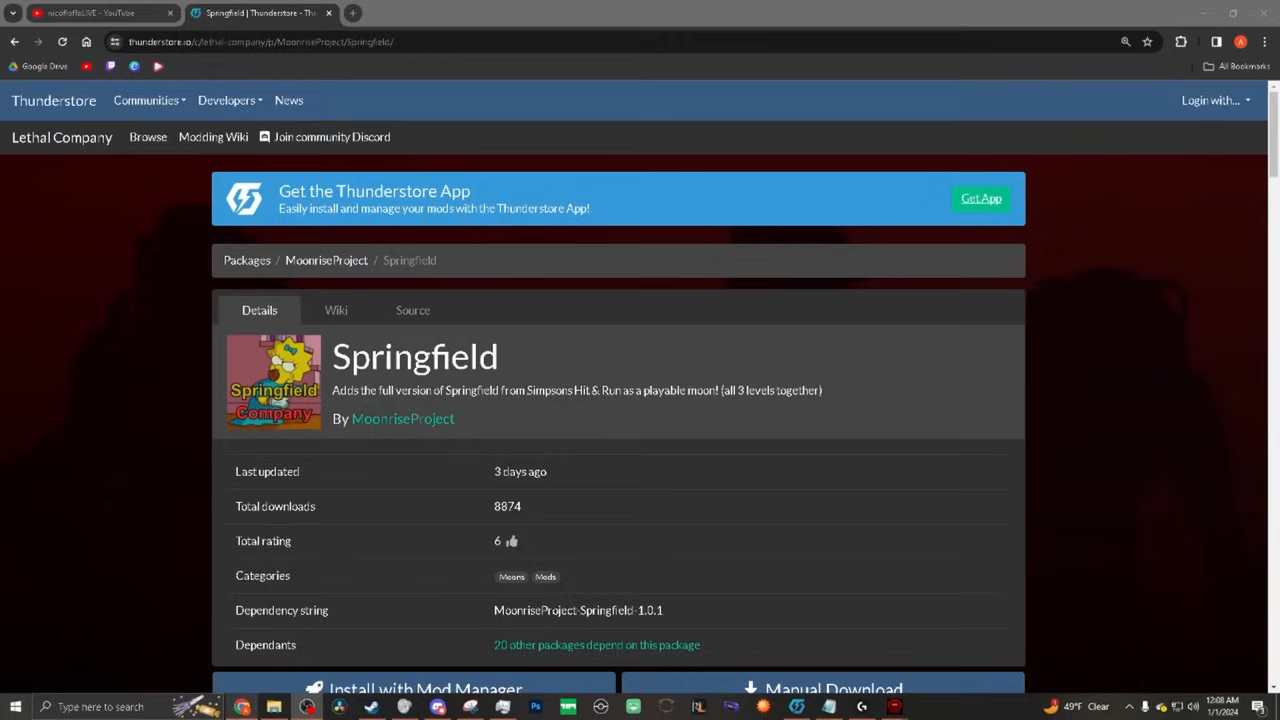 nicofloflοLIVE - YouTube
Springfield | Thunderstore - The
thunderstore.io/c/lethal-company/p/MoonriseProject/Springfield/
Google Drive
All Bookmarks
Thunderstore Communities Developers News Login with...
Lethal Company Browse Modding Wiki Join community Discord
Get the Thunderstore App
Easily install and manage your mods with the Thunderstore App!
Get App
Packages / MoonriseProject / Springfield
Details Wiki Source
Springfield
Company
Springfield
Adds the full version of Springfield from Simpsons Hit & Run as a playable moon! (all 3 levels together)
By MoonriseProject
Last updated 3 days ago
Total downloads 8874
Total rating 6
Categories Moons Mods
Dependency string MoonriseProject-Springfield-1.0.1
Dependants 20 other packages depend on this package
Install with Mod Manager Manual Download
Type here to search
49°F Clear
12:08 AM
1/1/2024